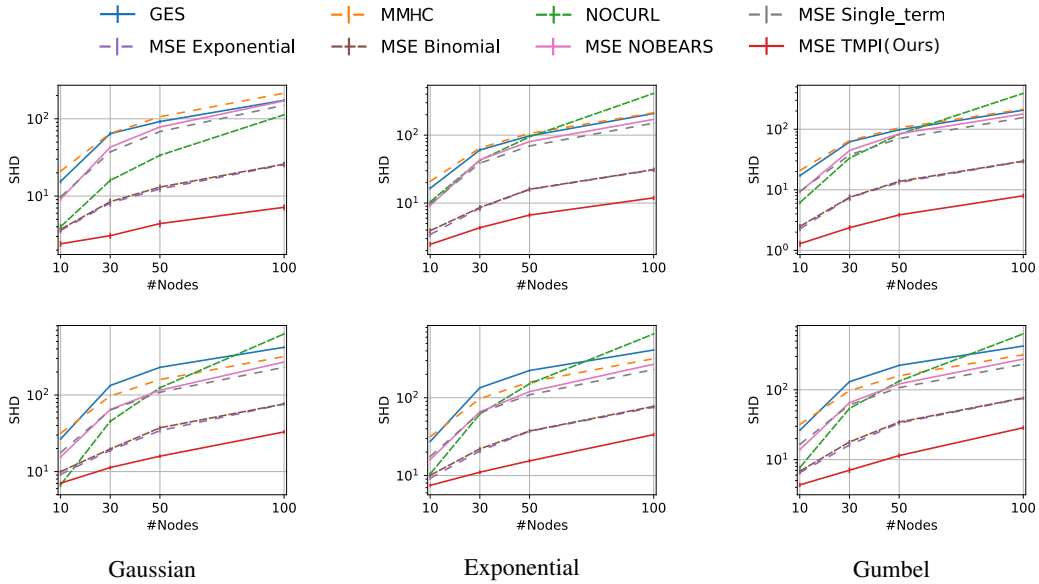 GES MMHC NOCURL MSE Single_term
MSE Exponential MSE Binomial MSE NOBEARS MSE TMPI(Ours)
SHD 10² 10¹ 10 30 50 100 #Nodes
SHD 10² 10¹ 10 30 50 100 #Nodes
SHD 10² 10¹ 10⁰ 10 30 50 100 #Nodes
SHD 10² 10¹ 10 30 50 100 #Nodes
SHD 10² 10¹ 10 30 50 100 #Nodes
SHD 10² 10¹ 10 30 50 100 #Nodes
Gaussian Exponential Gumbel